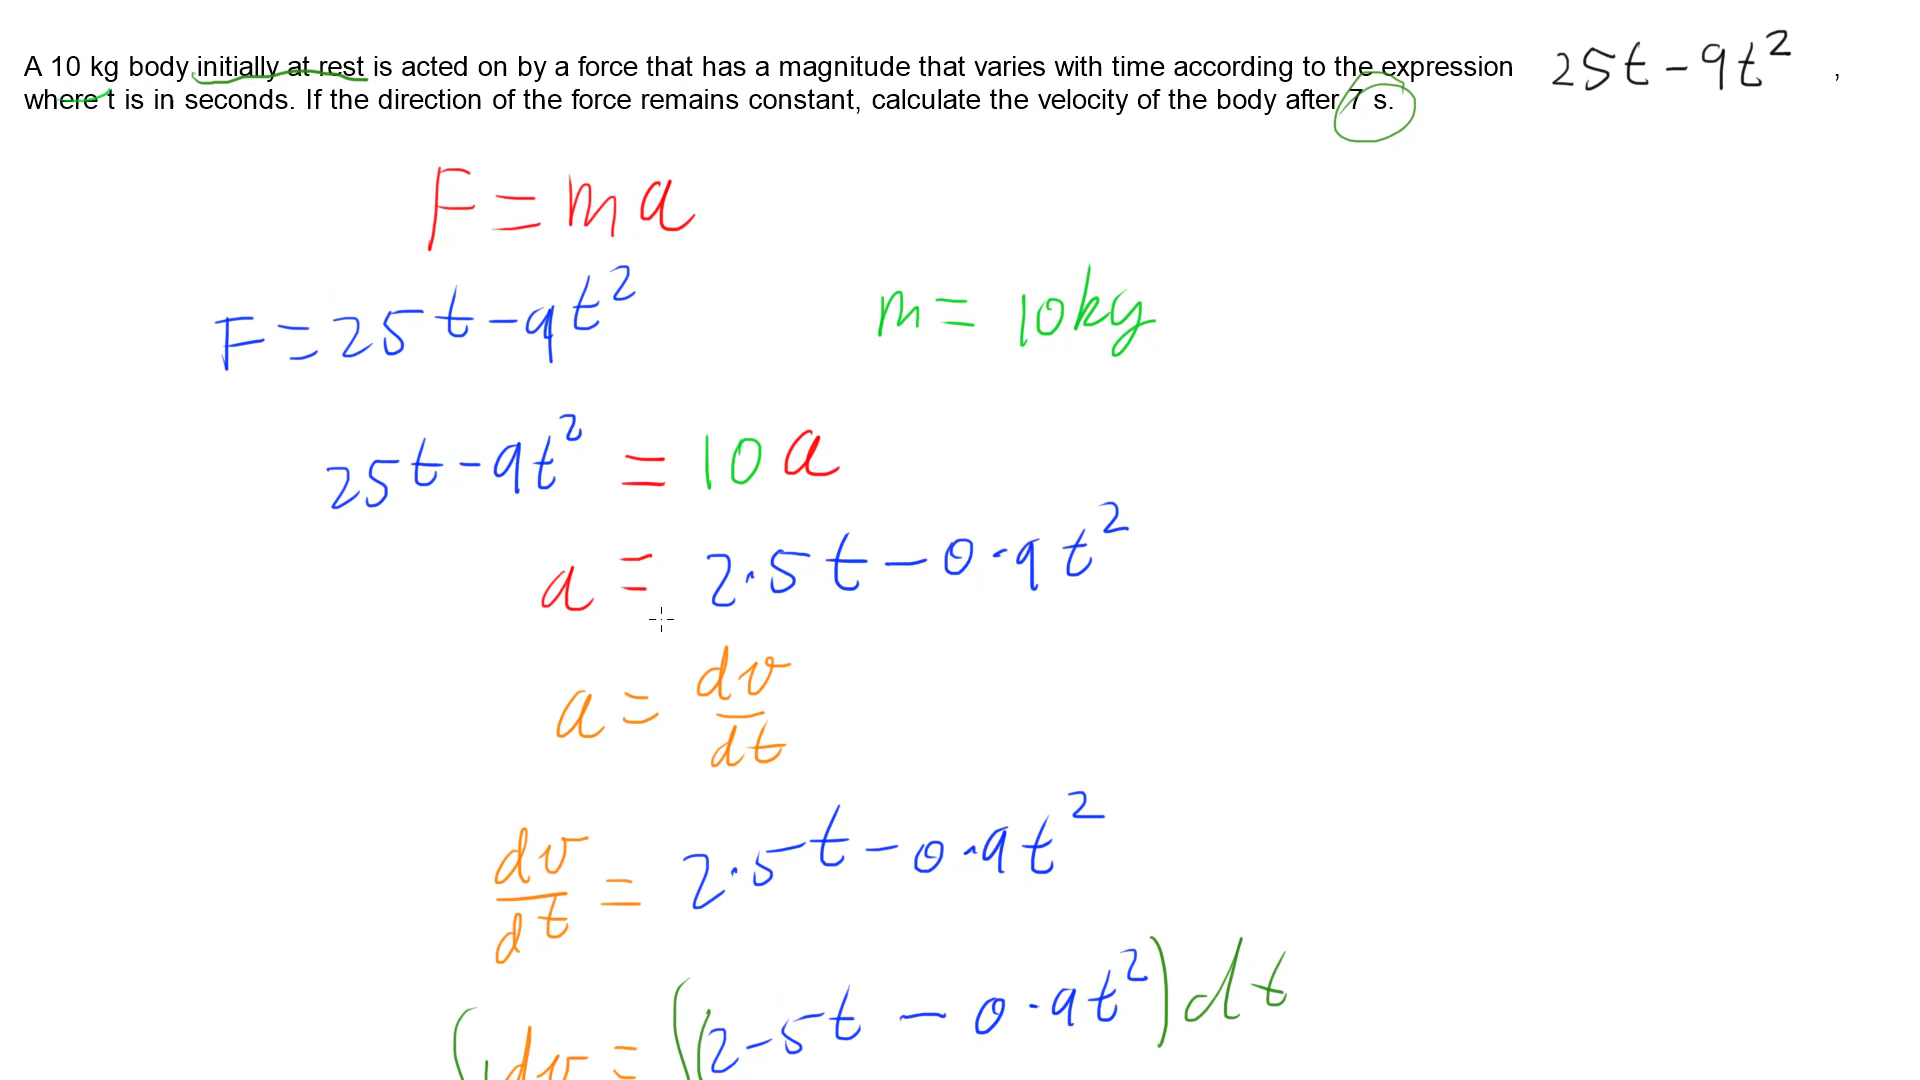 A 10 kg body initially at rest is acted on by a force that has a magnitude that varies with time according to the expression 25t - 9t² ,
where t is in seconds. If the direction of the force remains constant, calculate the velocity of the body after 7 s.
F = ma
F = 25t - 9t² m = 10kg
25t - 9t² = 10a
a = 2.5t - 0.9t²
a = dv/dt
dv/dt = 2.5t - 0.9t²
∫ 1 dv = ∫(2.5t - 0.9t²)dt